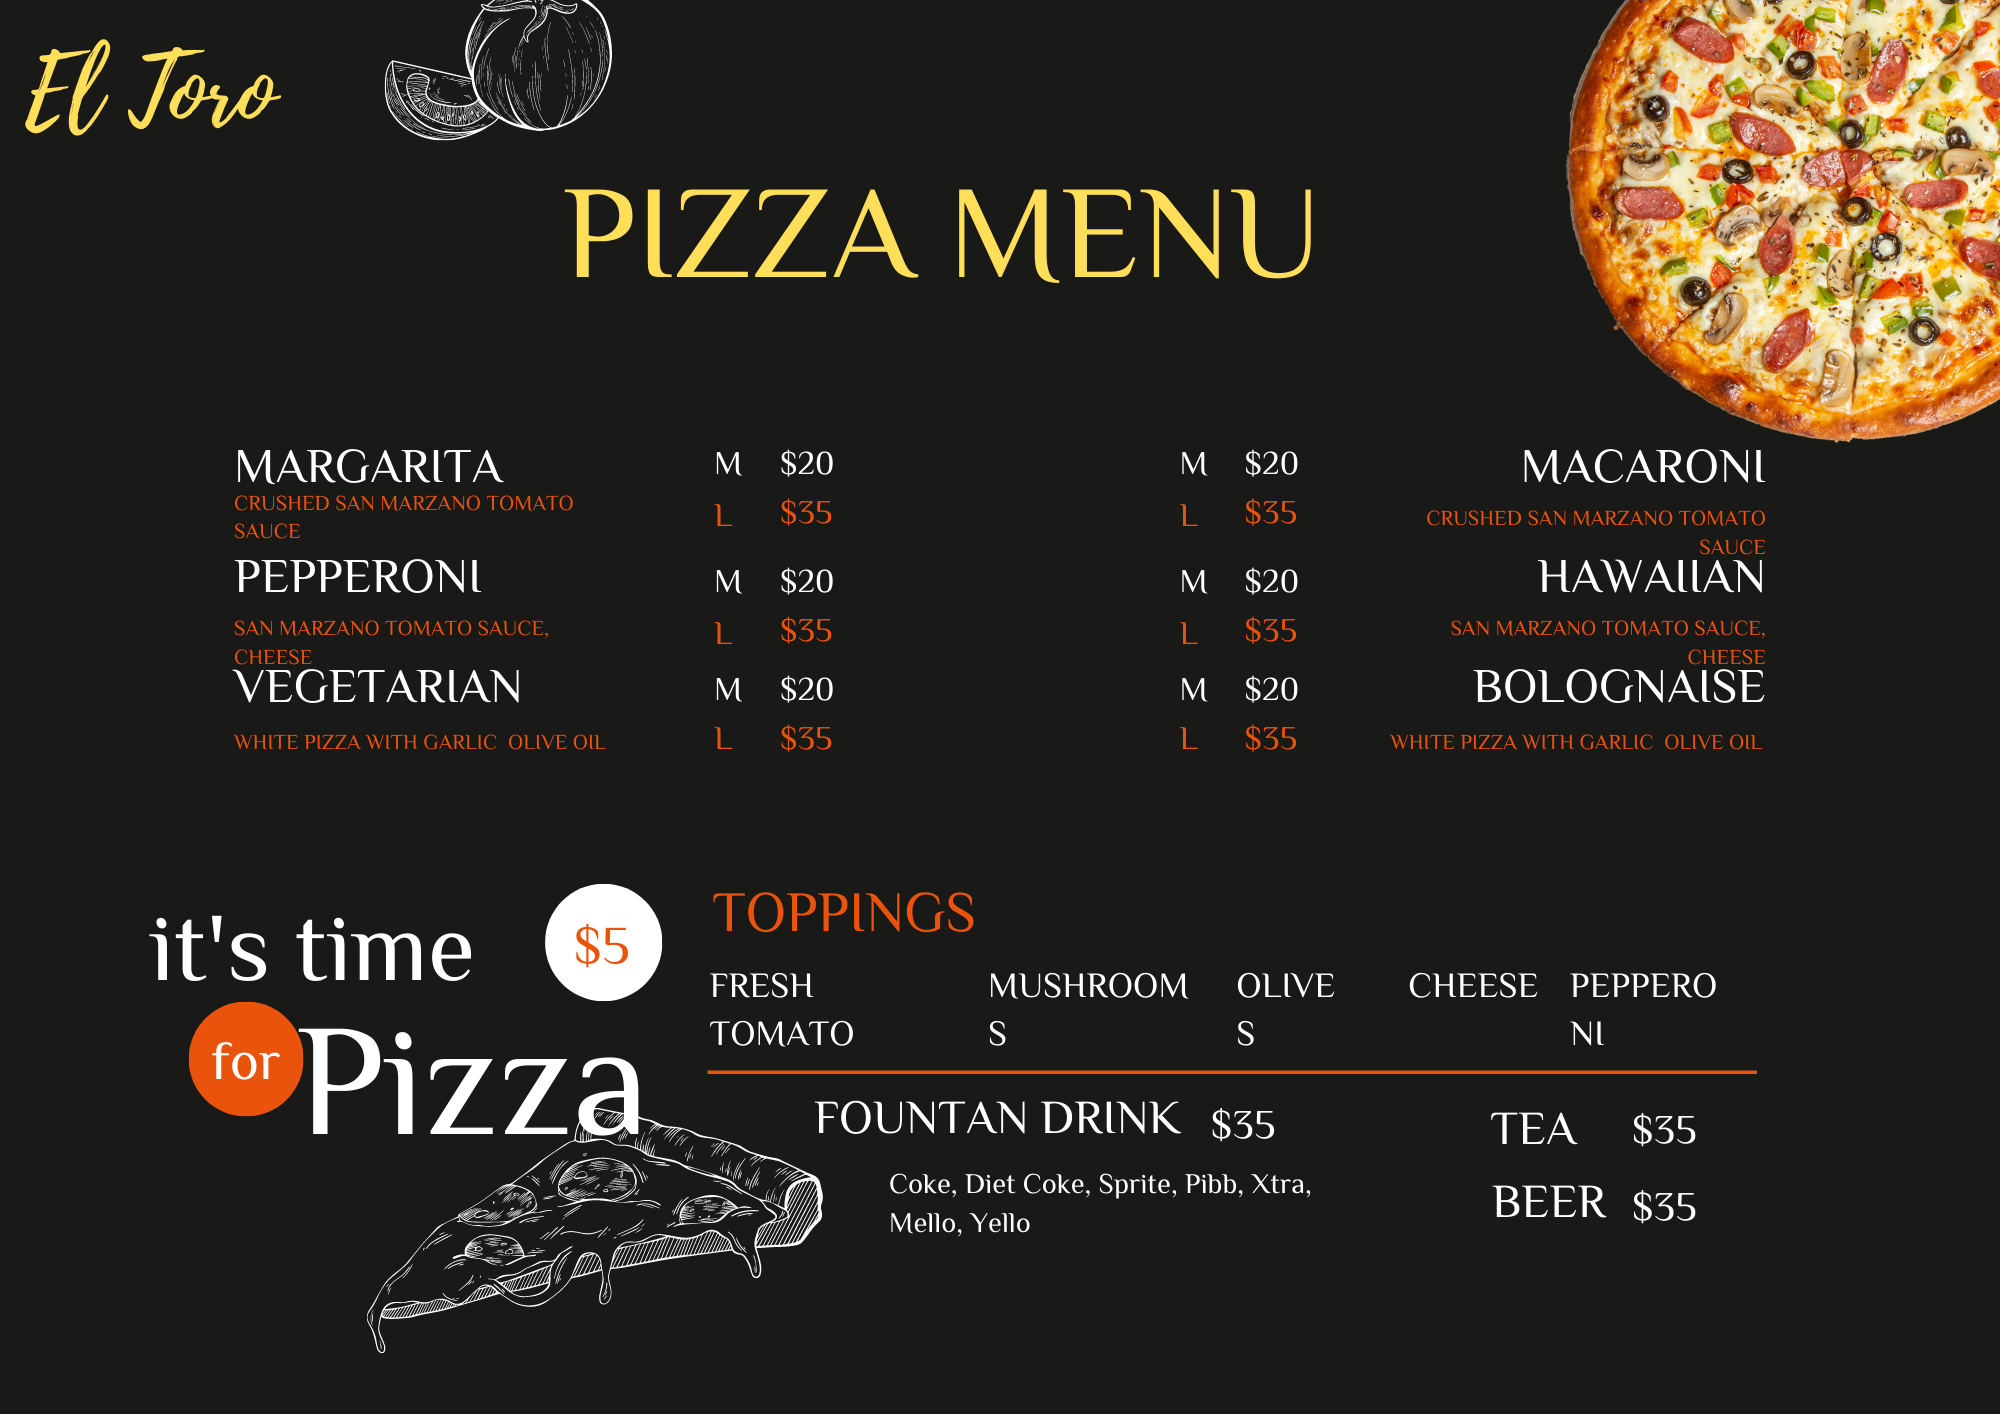 El Toro
PIZZA MENU
MARGARITA
CRUSHED SAN MARZANO TOMATO
SAUCE
M $20
L $35
PEPPERONI
SAN MARZANO TOMATO SAUCE,
CHEESE
M $20
L $35
VEGETARIAN
WHITE PIZZA WITH GARLIC OLIVE OIL
M $20
L $35
M $20
L $35
MACARONI
CRUSHED SAN MARZANO TOMATO
SAUCE
M $20
L $35
HAWAIIAN
SAN MARZANO TOMATO SAUCE,
CHEESE
M $20
L $35
BOLOGNAISE
WHITE PIZZA WITH GARLIC OLIVE OIL
it's time
for Pizza
$5
TOPPINGS
FRESH
TOMATO
MUSHROOM
S
OLIVE
S
CHEESE
PEPPERO
NI
FOUNTAN DRINK $35
Coke, Diet Coke, Sprite, Pibb, Xtra,
Mello, Yello
TEA $35
BEER $35